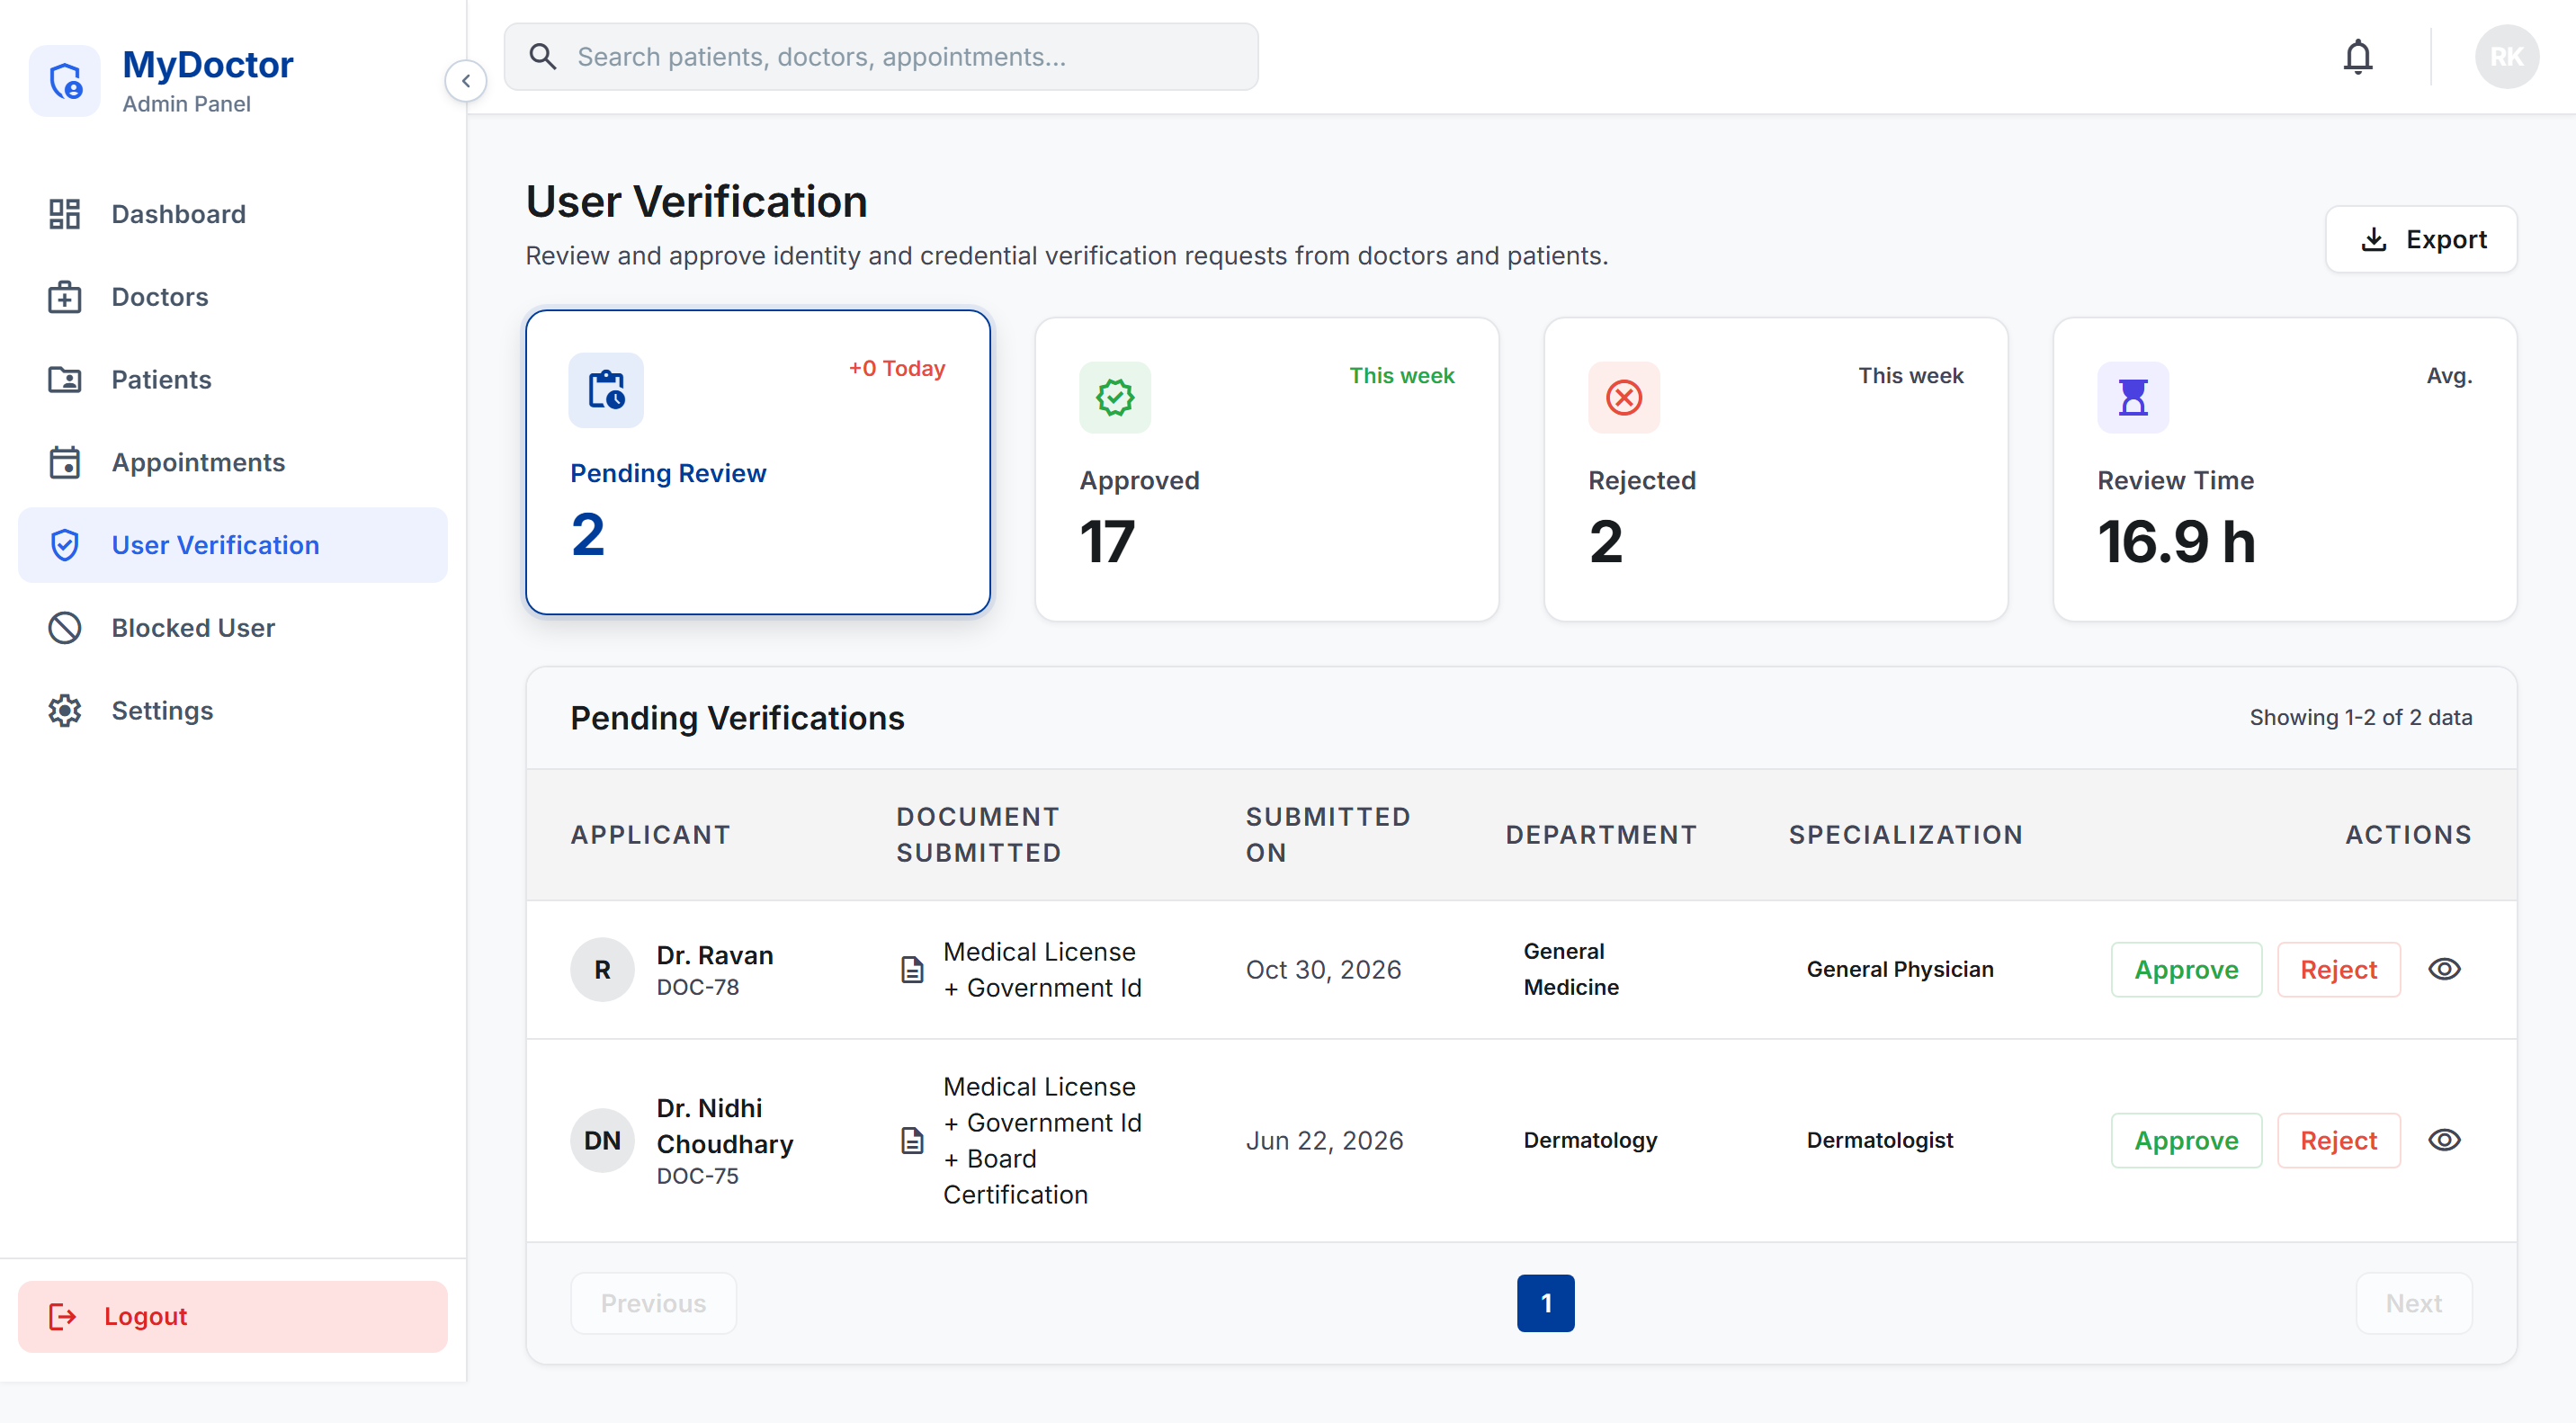 MyDoctor
Admin Panel
Dashboard
Doctors
Patients
Appointments
User Verification
Blocked User
Settings
Logout
Search patients, doctors, appointments...
RK
User Verification
Review and approve identity and credential verification requests from doctors and patients.
Export
+0 Today
Pending Review
2
This week
Approved
17
This week
Rejected
2
Avg.
Review Time
16.9 h
Pending Verifications
Showing 1-2 of 2 data
APPLICANT
DOCUMENT
SUBMITTED
SUBMITTED
ON
DEPARTMENT
SPECIALIZATION
ACTIONS
R
Dr. Ravan
DOC-78
Medical License
+ Government Id
Oct 30, 2026
General
Medicine
General Physician
Approve
Reject
DN
Dr. Nidhi
Choudhary
DOC-75
Medical License
+ Government Id
+ Board
Certification
Jun 22, 2026
Dermatology
Dermatologist
Approve
Reject
Previous
1
Next